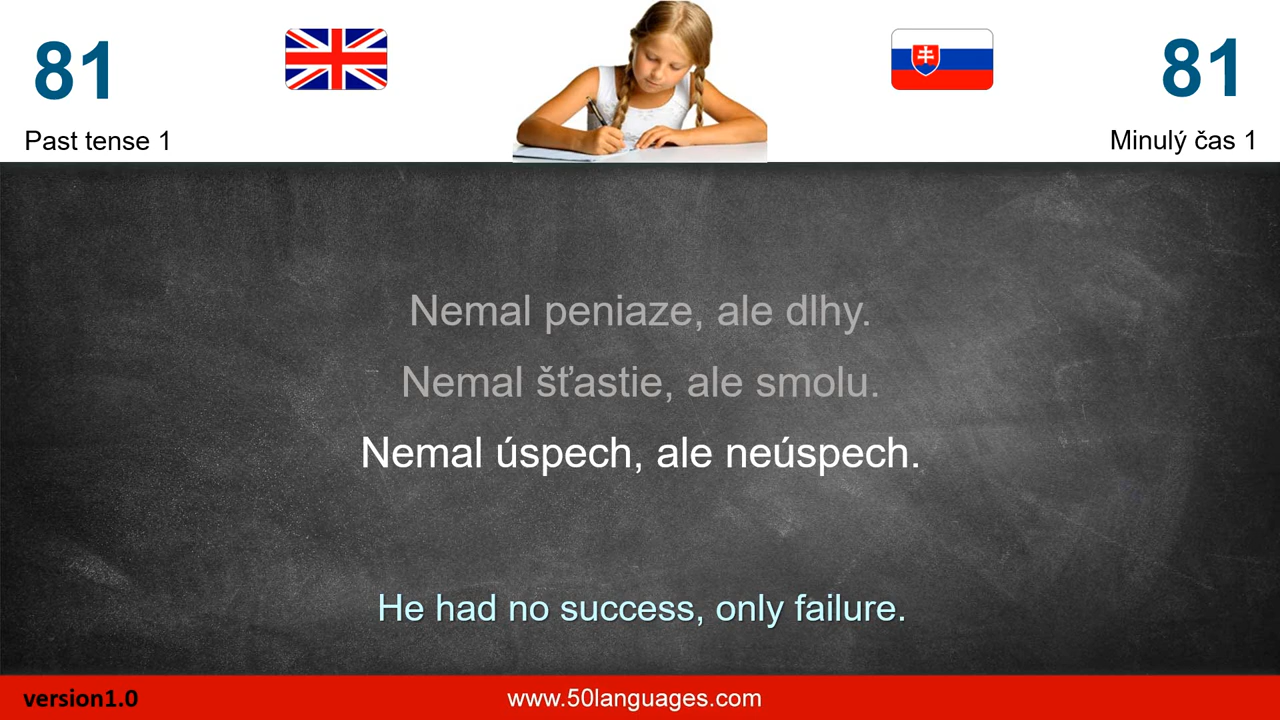 81
81
Past tense 1
Minulý čas 1
Nemal peniaze, ale dlhy.
Nemal šťastie, ale smolu.
Nemal úspech, ale neúspech.
He had no success, only failure.
version1.0
www.50languages.com